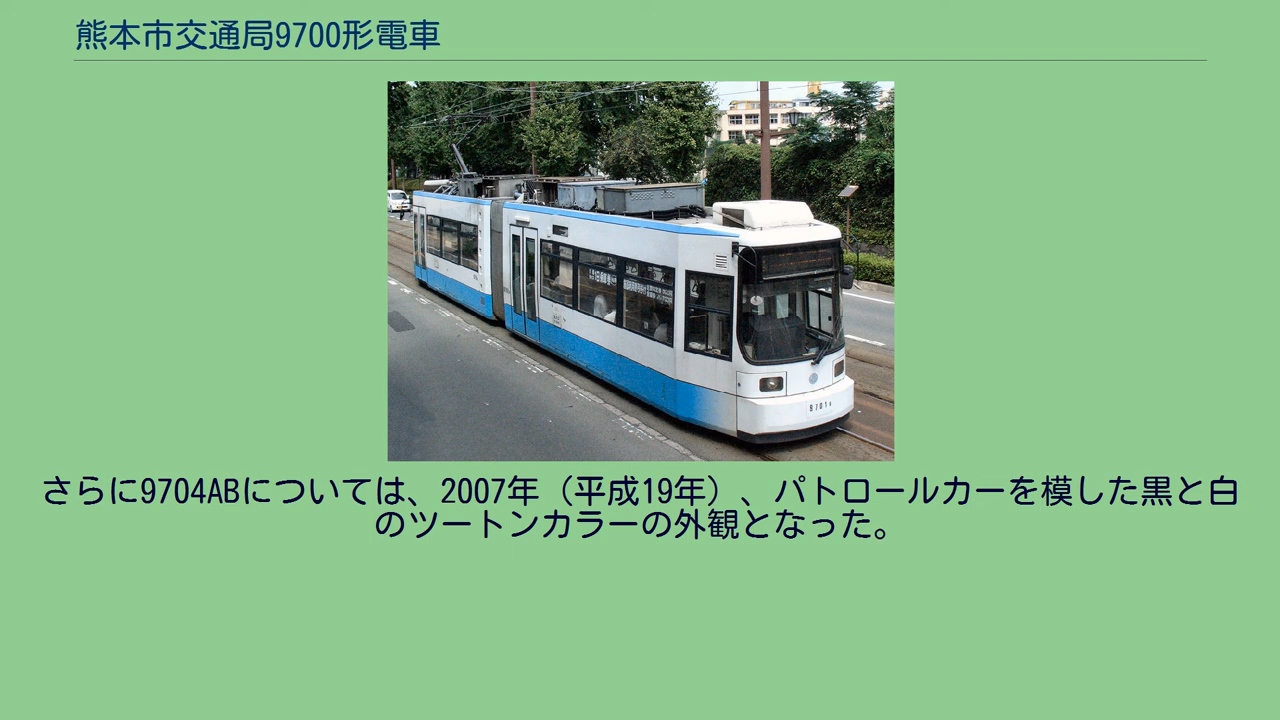 熊本市交通局9700形電車
9701A
さらに9704ABについては、2007年（平成19年）、パトロールカーを模した黒と白
のツートンカラーの外観となった。